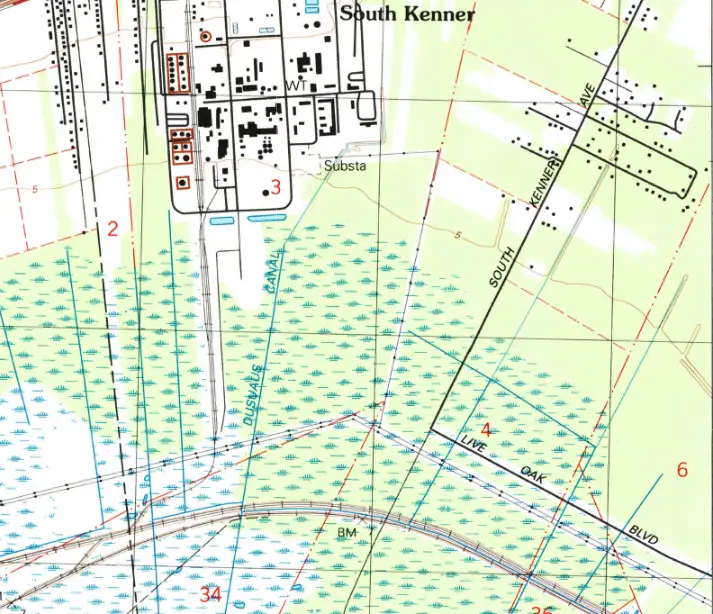 South Kenner
WT
AVE
Substa
5
3
KENNER
5
2
CANAL
SOUTH
DUSUAUS
4
LIVE
OAK
6
BLVD
BM
34